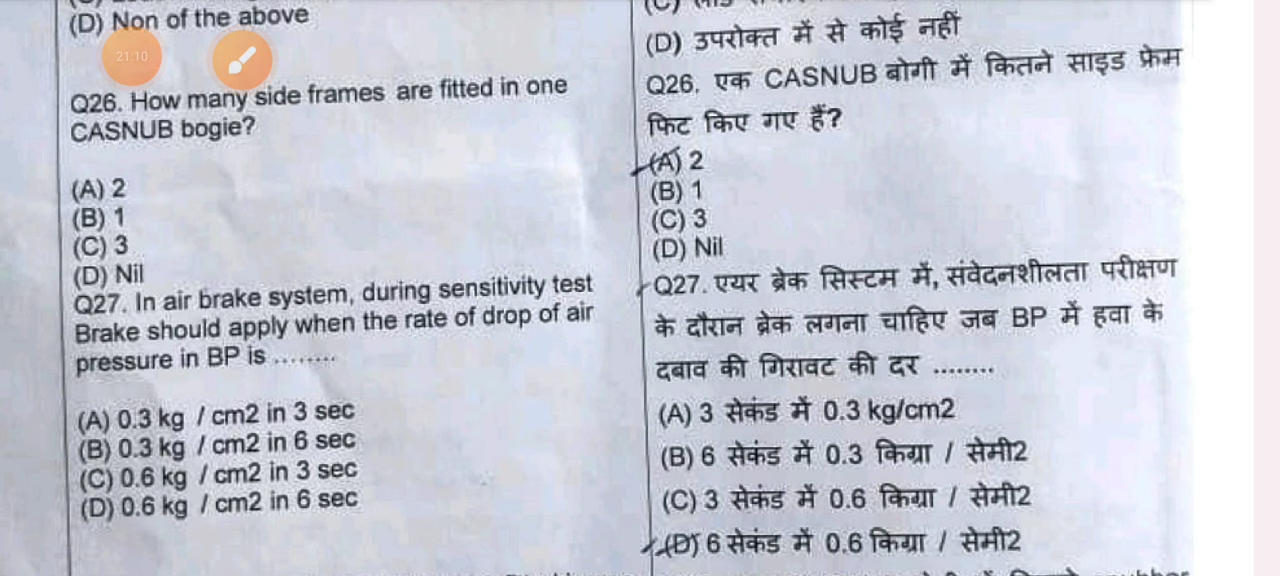 (D) Non of the above
21:10
Q26. How many side frames are fitted in one
CASNUB bogie?
(A) 2
(B) 1
(C) 3
(D) Nil
Q27. In air brake system, during sensitivity test
Brake should apply when the rate of drop of air
pressure in BP is ........
(A) 0.3 kg / cm2 in 3 sec
(B) 0.3 kg / cm2 in 6 sec
(C) 0.6 kg / cm2 in 3 sec
(D) 0.6 kg / cm2 in 6 sec
(D) उपरोक्त में से कोई नहीं
Q26. एक CASNUB बोगी में कितने साइड फ्रेम
फिट किए गए हैं?
(A) 2
(B) 1
(C) 3
(D) Nil
Q27. एयर ब्रेक सिस्टम में, संवेदनशीलता परीक्षण
के दौरान ब्रेक लगना चाहिए जब BP में हवा के
दबाव की गिरावट की दर ........
(A) 3 सेकंड में 0.3 kg/cm2
(B) 6 सेकंड में 0.3 किग्रा / सेमी2
(C) 3 सेकंड में 0.6 किग्रा / सेमी2
(D) 6 सेकंड में 0.6 किग्रा / सेमी2